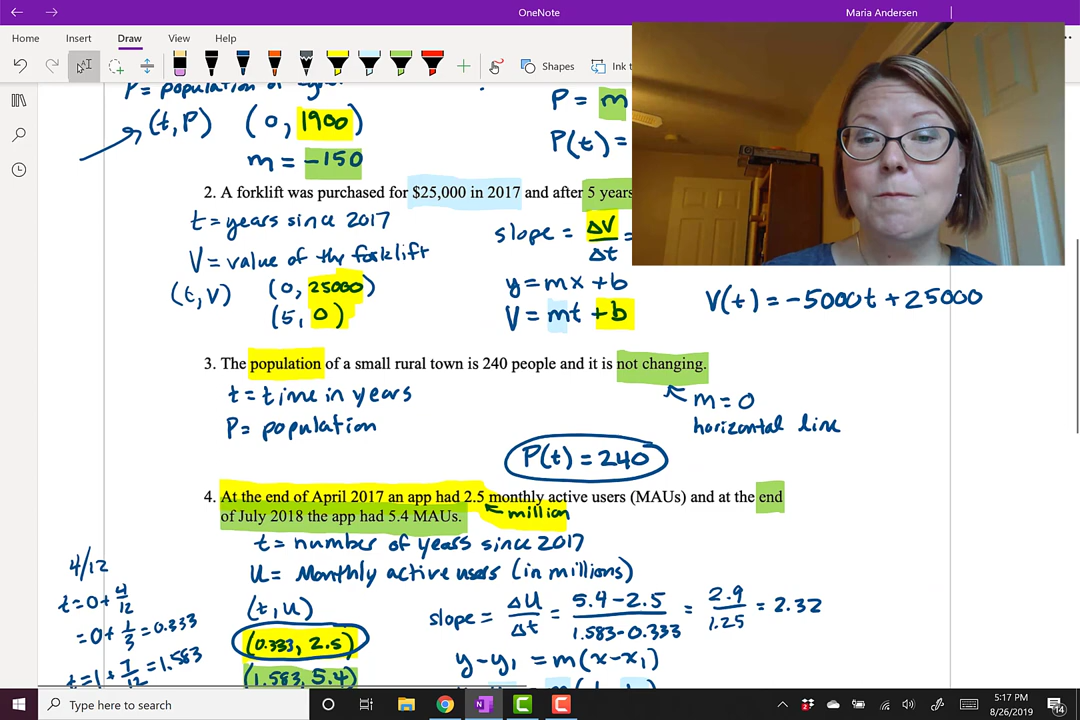 OneNote
Maria Andersen
Home Insert Draw View Help
Shapes Ink t
(t, P) (0, 1900)
m = -150
P = m
P(t) =
2. A forklift was purchased for $25,000 in 2017 and after 5 years
t = years since 2017
V = value of the forklift
(t, V) (0, 25000)
(5, 0)
slope = ΔV/Δt =
y = mx + b
V = mt + b
V(t) = -5000t + 25000
3. The population of a small rural town is 240 people and it is not changing.
t = time in years
P = population
m = 0
horizontal line
P(t) = 240
4. At the end of April 2017 an app had 2.5 monthly active users (MAUs) and at the end
of July 2018 the app had 5.4 MAUs.
million
t = number of years since 2017
U = Monthly active users (in millions)
(t, U)
(0.333, 2.5)
(1.583, 5.4)
4/12
t = 0 + 4/12
= 0 + 1/3 = 0.333
t = 1 + 7/12 = 1.583
slope = ΔU/Δt = 5.4 - 2.5 / 1.583 - 0.333 = 2.9/1.25 = 2.32
y - y₁ = m(x - x₁)
Type here to search
5:17 PM
8/26/2019
14